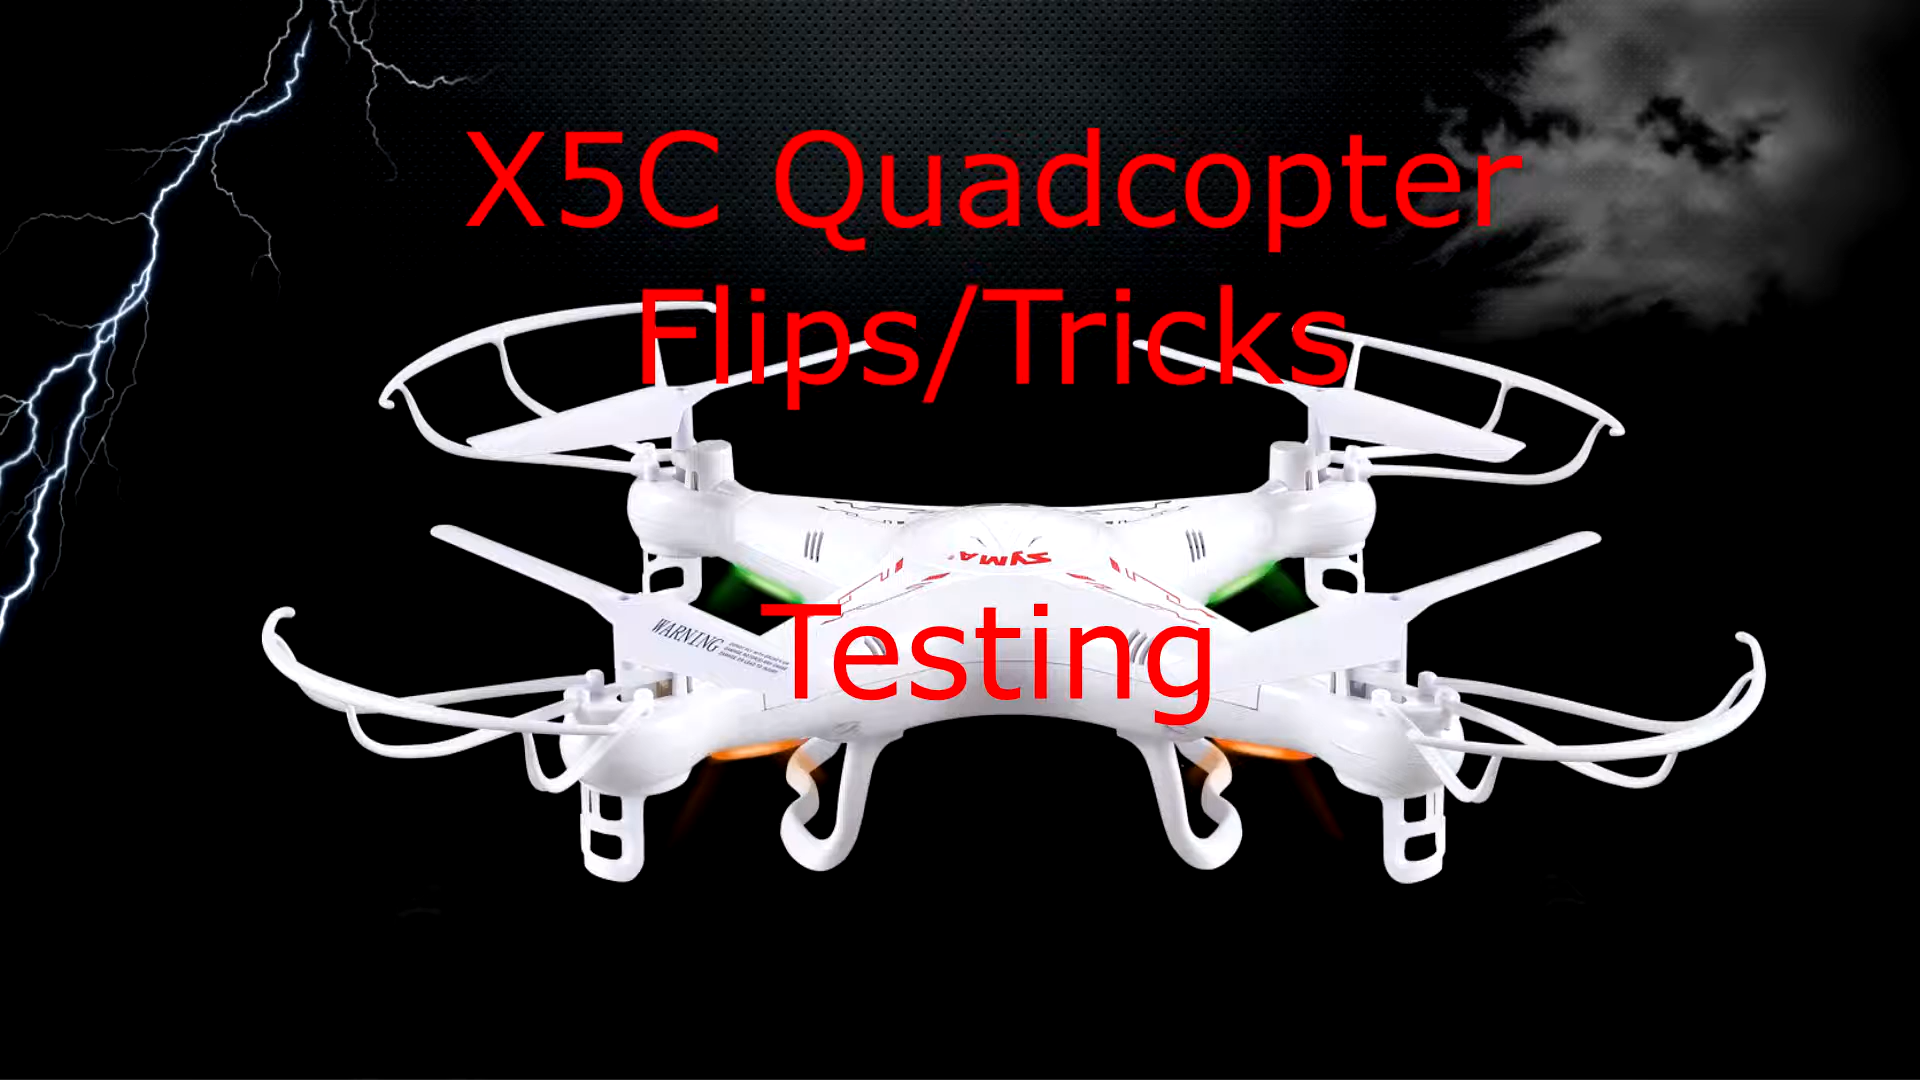 X5C Quadcopter
Flips/Tricks
SYMA
Testing
WARNING